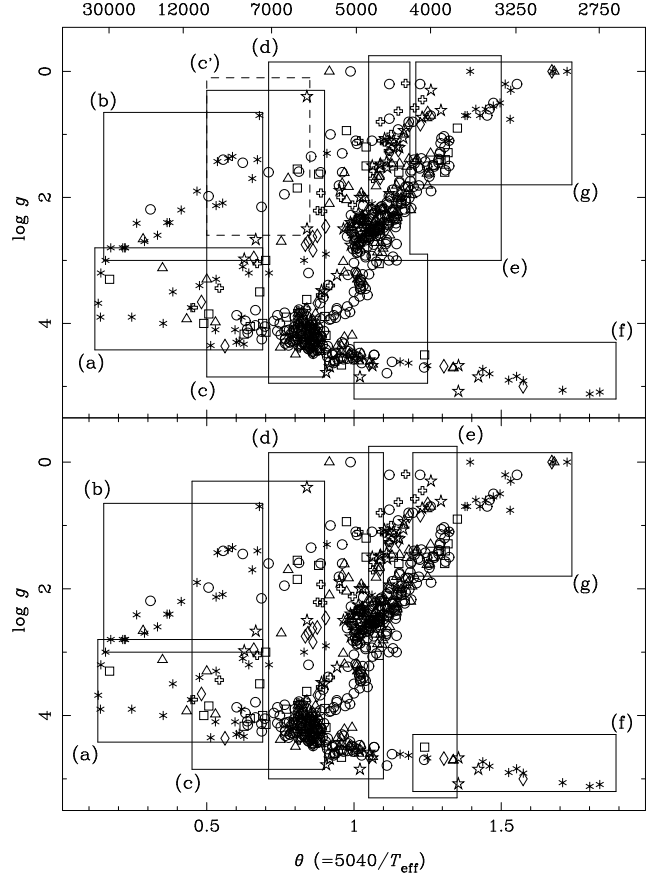 30000 12000 7000 5000 4000 3250 2750
(d)
(c')
(b)
0
(g)
2
log g
(e)
4
(f)
(a)
(c)
(d)
(e)
0
(b)
(g)
2
log g
4
(f)
(a)
(c)
0.5 1 1.5
θ (=5040/Teff)